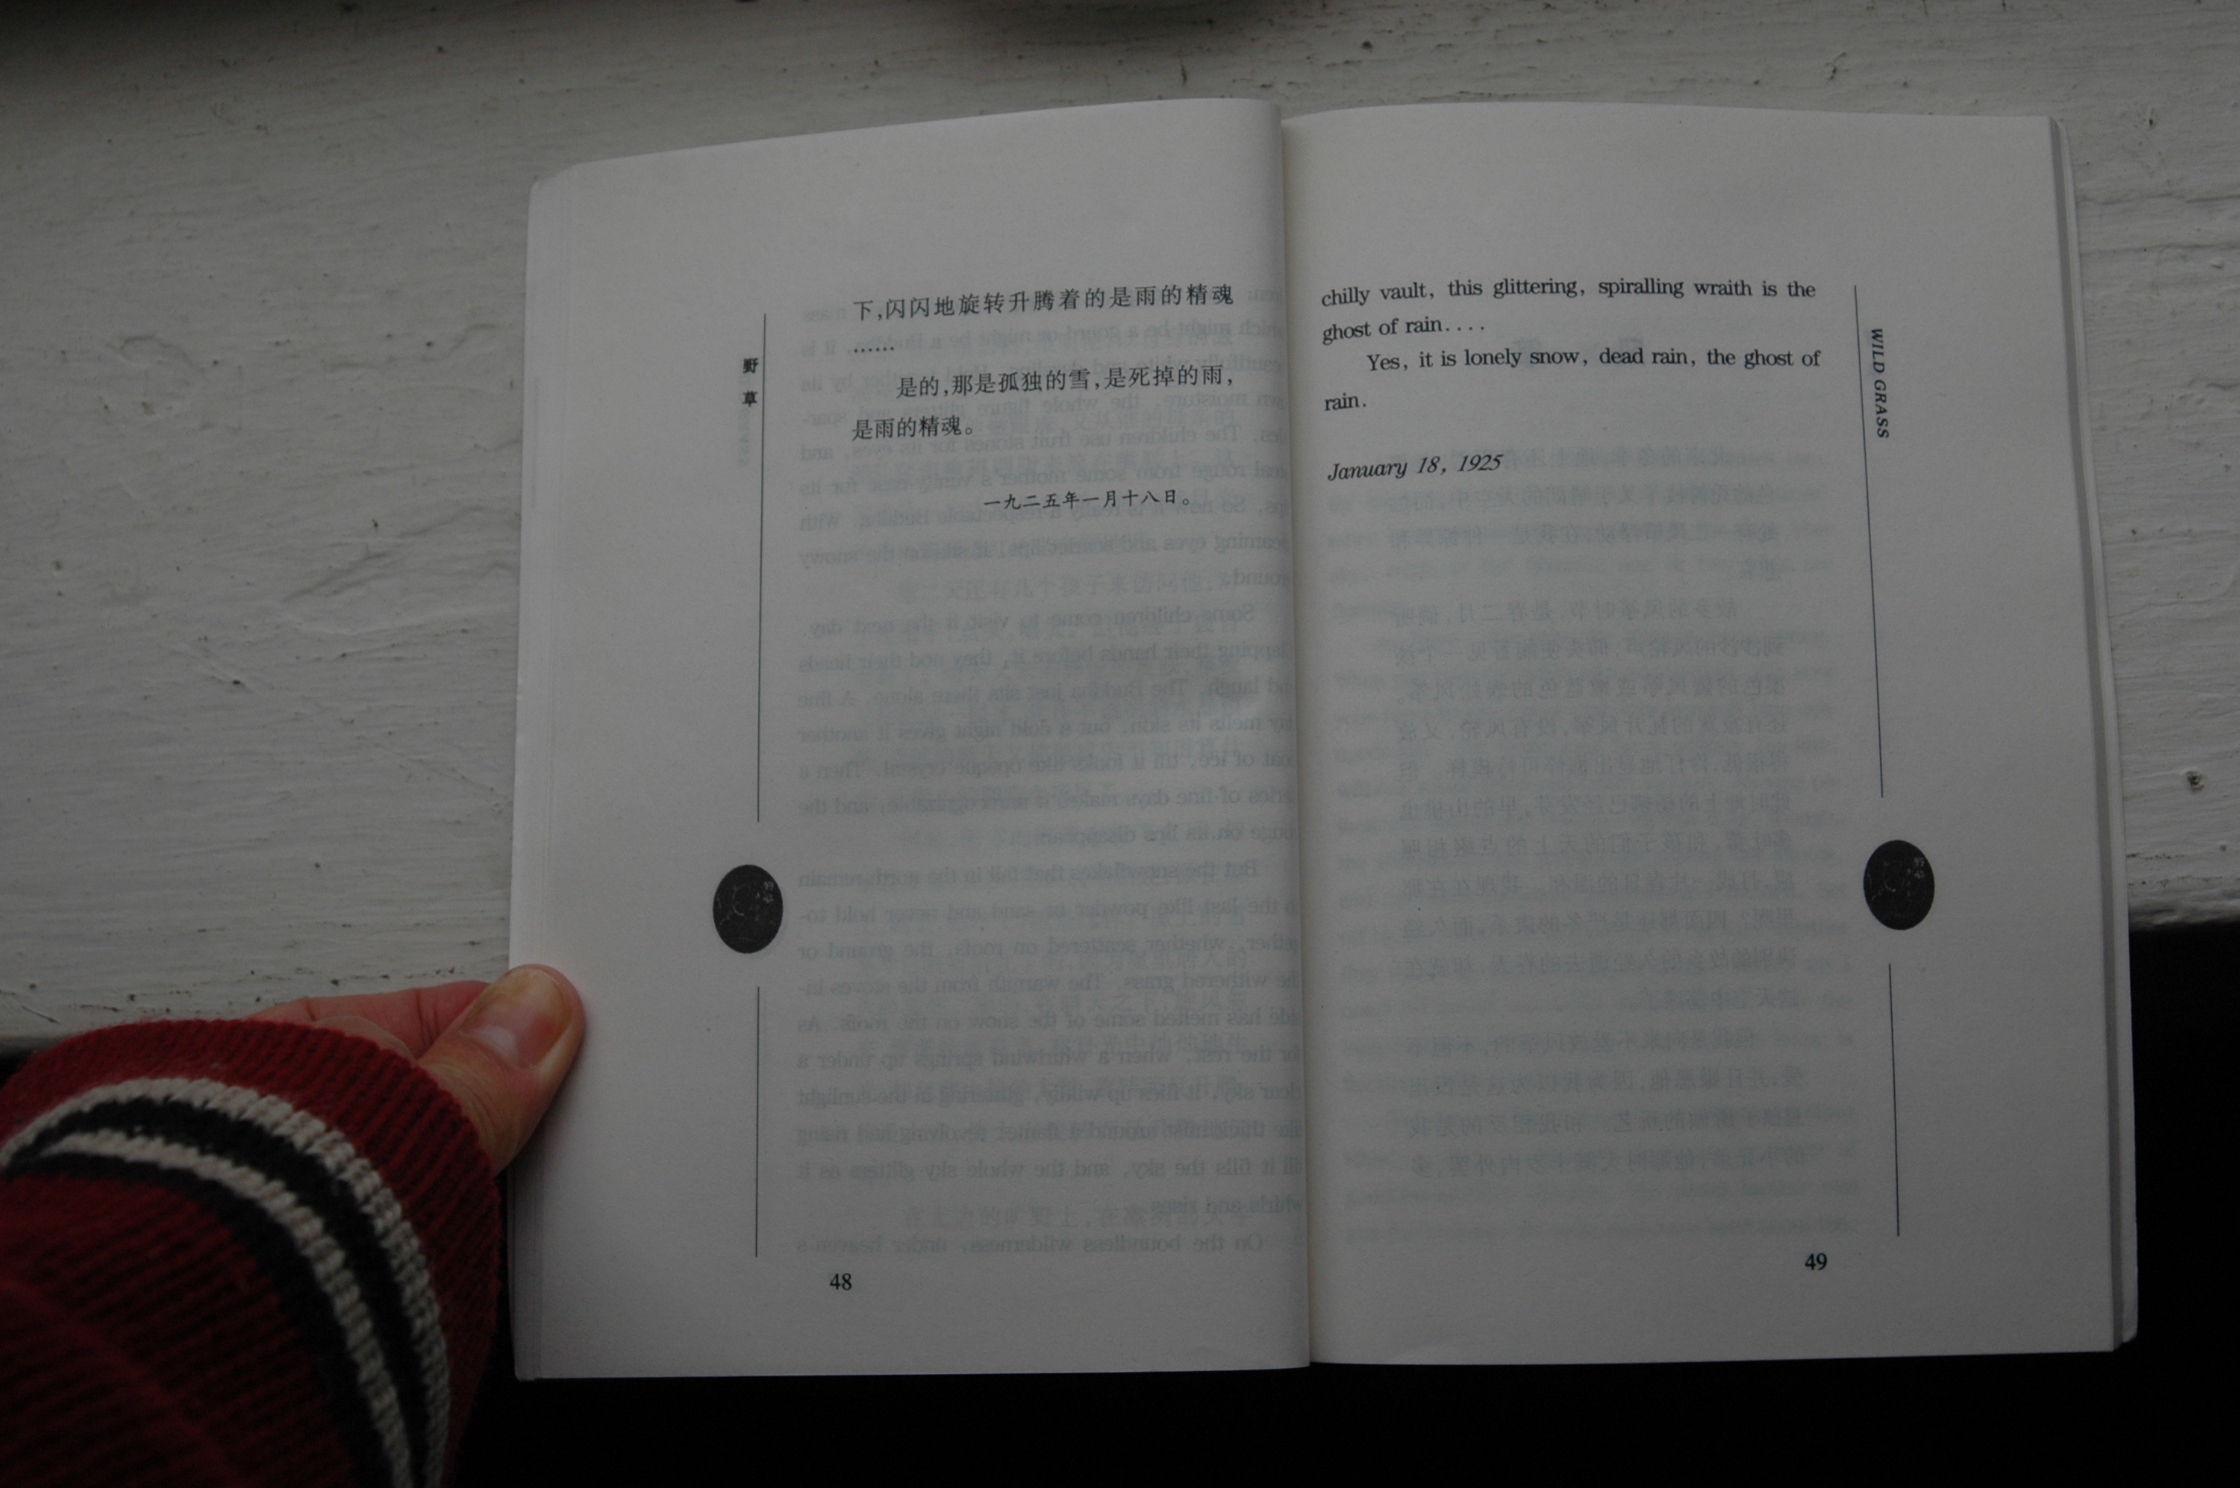 野草
下,闪闪地旋转升腾着的是雨的精魂
……
是的,那是孤独的雪,是死掉的雨,
是雨的精魂。
一九二五年一月十八日。
48
chilly vault, this glittering, spiralling wraith is the
ghost of rain....
Yes, it is lonely snow, dead rain, the ghost of
rain.
January 18, 1925
WILD GRASS
49